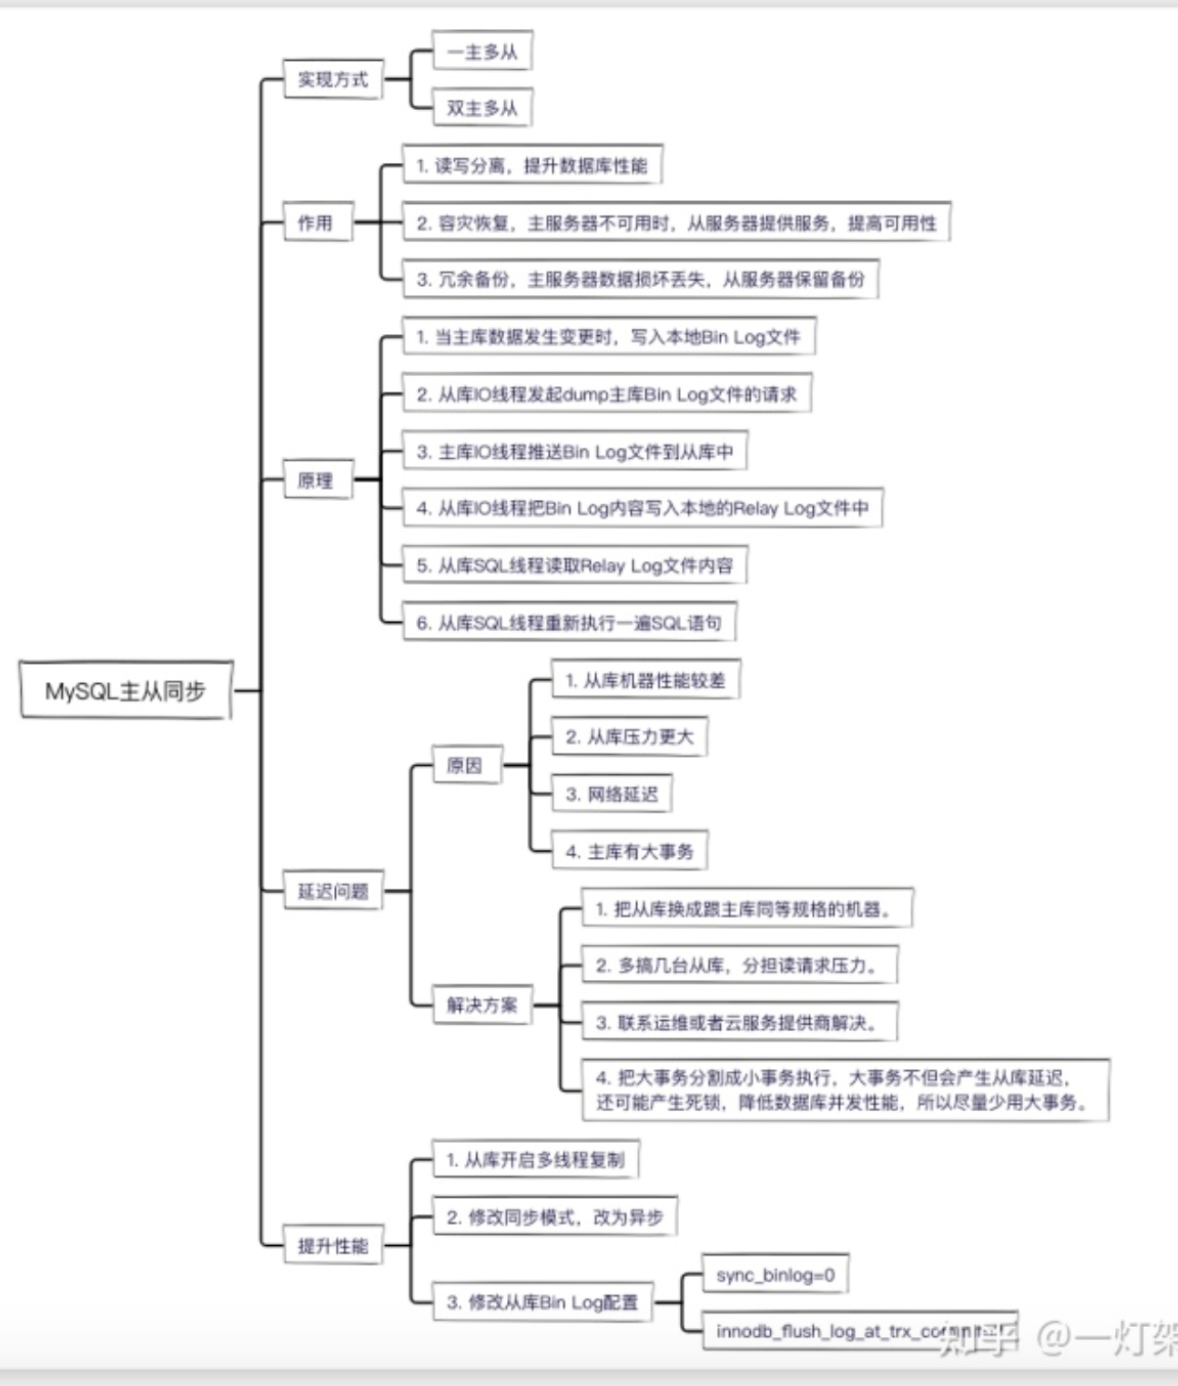 实现方式
一主多从
双主多从
作用
1. 读写分离，提升数据库性能
2. 容灾恢复，主服务器不可用时，从服务器提供服务，提高可用性
3. 冗余备份，主服务器数据损坏丢失，从服务器保留备份
原理
1. 当主库数据发生变更时，写入本地Bin Log文件
2. 从库IO线程发起dump主库Bin Log文件的请求
3. 主库IO线程推送Bin Log文件到从库中
4. 从库IO线程把Bin Log内容写入本地的Relay Log文件中
5. 从库SQL线程读取Relay Log文件内容
6. 从库SQL线程重新执行一遍SQL语句
MySQL主从同步
延迟问题
原因
1. 从库机器性能较差
2. 从库压力更大
3. 网络延迟
4. 主库有大事务
解决方案
1. 把从库换成跟主库同等规格的机器。
2. 多搞几台从库，分担读请求压力。
3. 联系运维或者云服务提供商解决。
4. 把大事务分割成小事务执行，大事务不但会产生从库延迟，
还可能产生死锁，降低数据库并发性能，所以尽量少用大事务。
提升性能
1. 从库开启多线程复制
2. 修改同步模式，改为异步
3. 修改从库Bin Log配置
sync_binlog=0
知乎 @一灯架